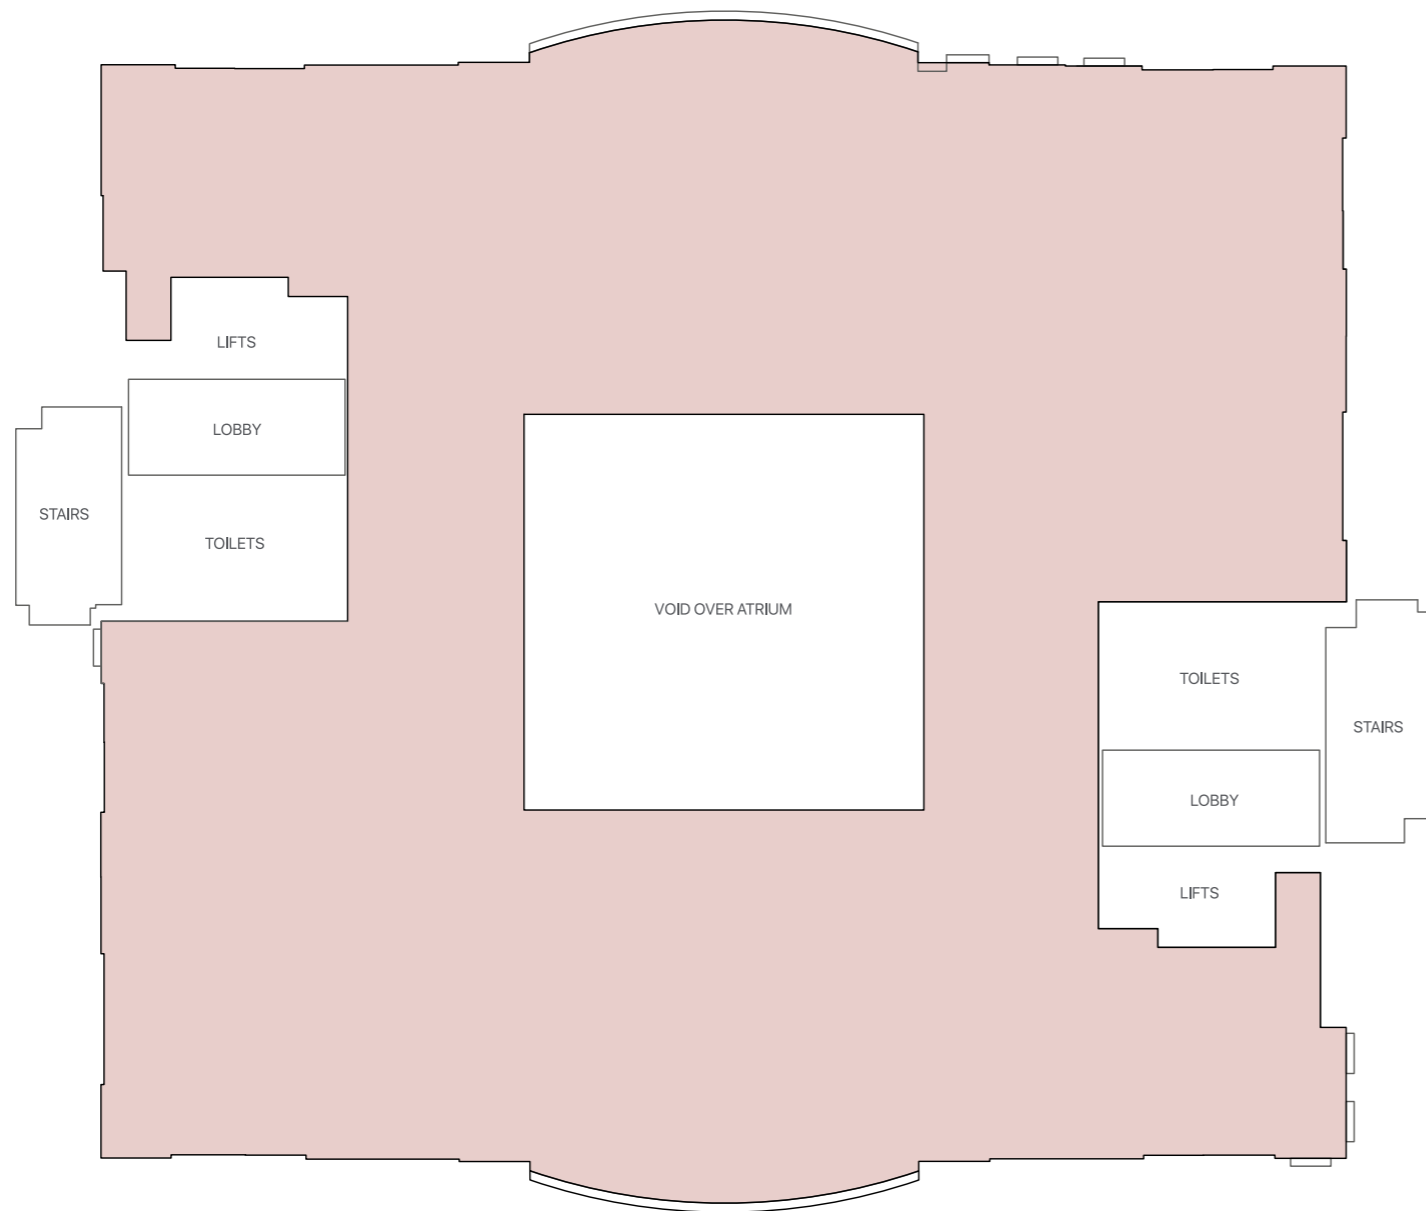 LIFTS
LOBBY
STAIRS
TOILETS
VOID OVER ATRIUM
TOILETS
STAIRS
LOBBY
LIFTS